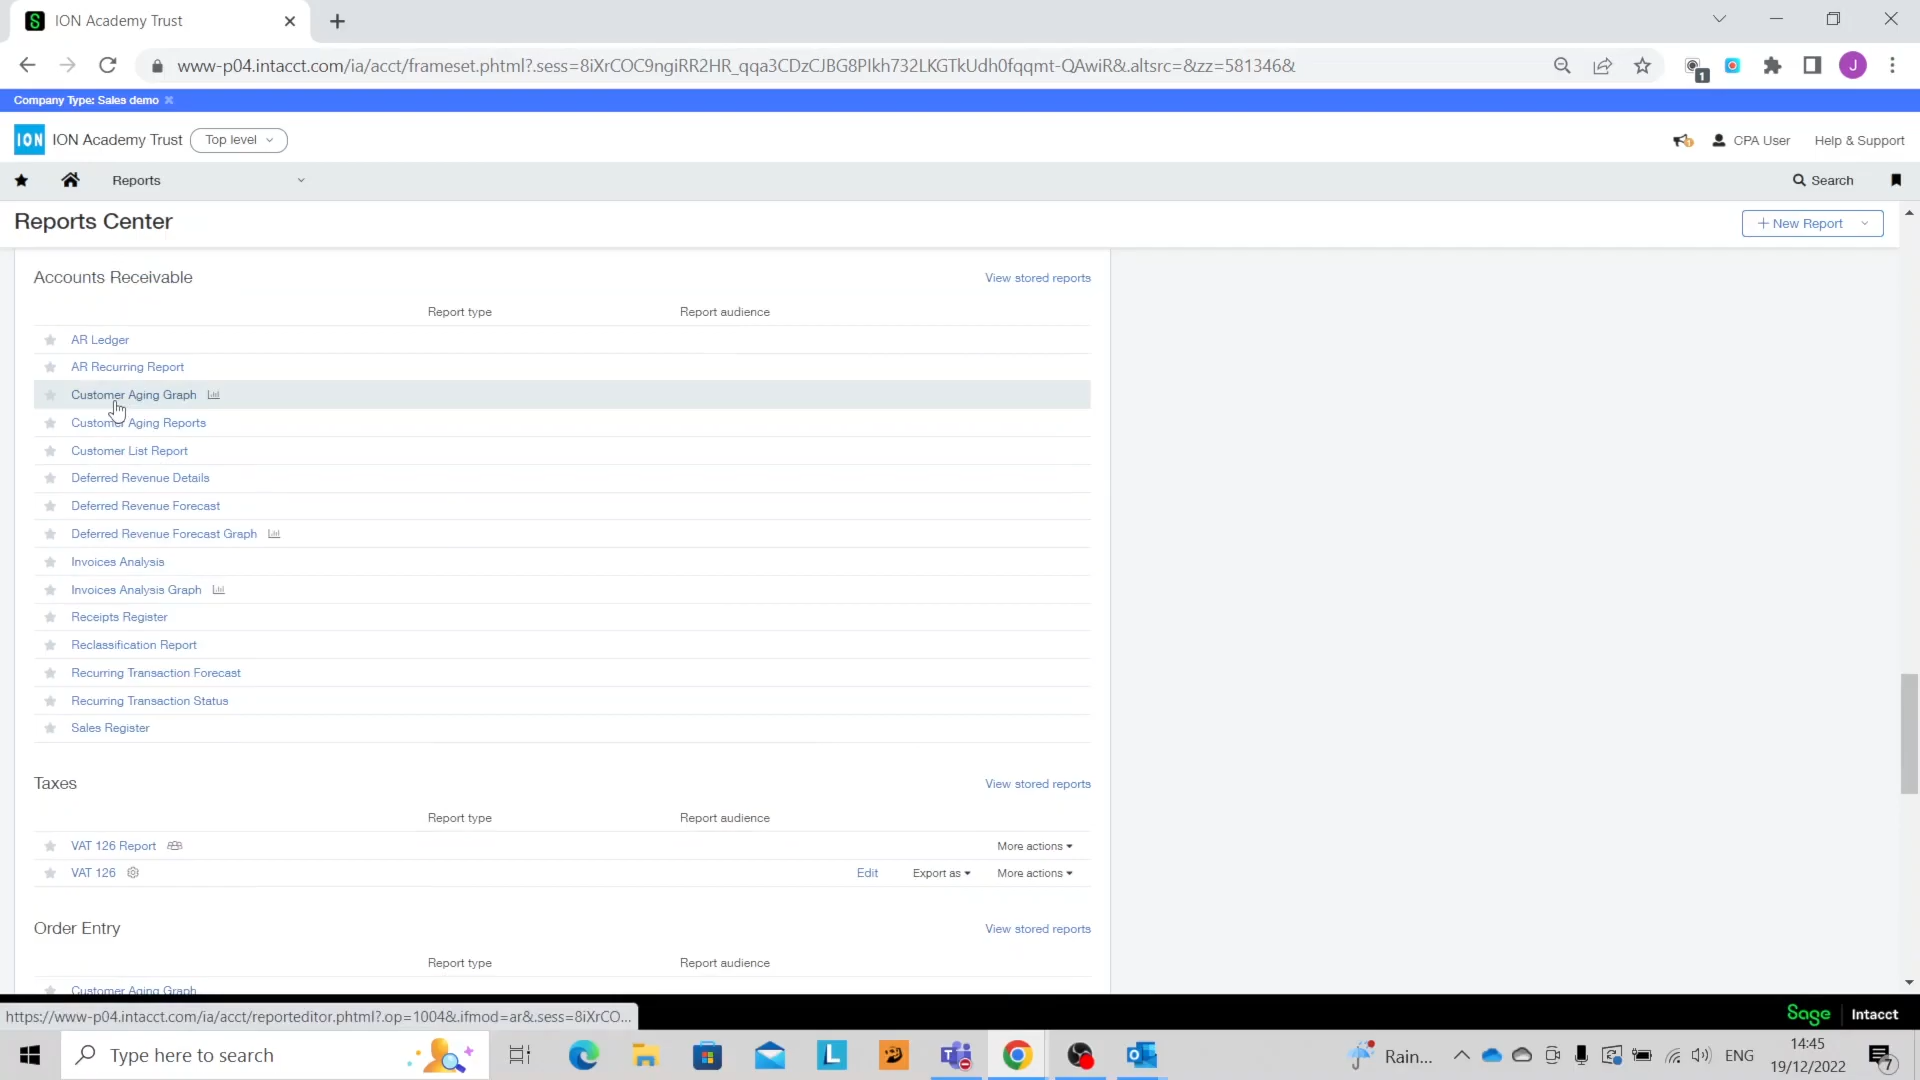 ION Academy Trust
www-p04.intacct.com/ia/acct/frameset.phtml?.sess=8iXrCOC9ngiRR2HR_qqa3CDzCJBG8PIkh732LKGTkUdh0fqqmt-QAwiR&.altsrc=&zz=581346&
1
J
Company Type: Sales demo
ION ION Academy Trust Top level
CPA User Help & Support
Reports
Search
Reports Center
+ New Report
Accounts Receivable
View stored reports
Report type Report audience
AR Ledger
AR Recurring Report
Customer Aging Graph
Customer Aging Reports
Customer List Report
Deferred Revenue Details
Deferred Revenue Forecast
Deferred Revenue Forecast Graph
Invoices Analysis
Invoices Analysis Graph
Receipts Register
Reclassification Report
Recurring Transaction Forecast
Recurring Transaction Status
Sales Register
Taxes
View stored reports
Report type Report audience
VAT 126 Report More actions
VAT 126 Edit Export as More actions
Order Entry
View stored reports
Report type Report audience
Customer Aging Graph
https://www-p04.intacct.com/ia/acct/reporteditor.phtml?.op=1004&.ifmod=ar&.sess=8iXrCO...
Sage Intacct
Type here to search
L
Rain...
ENG
14:45
19/12/2022
7